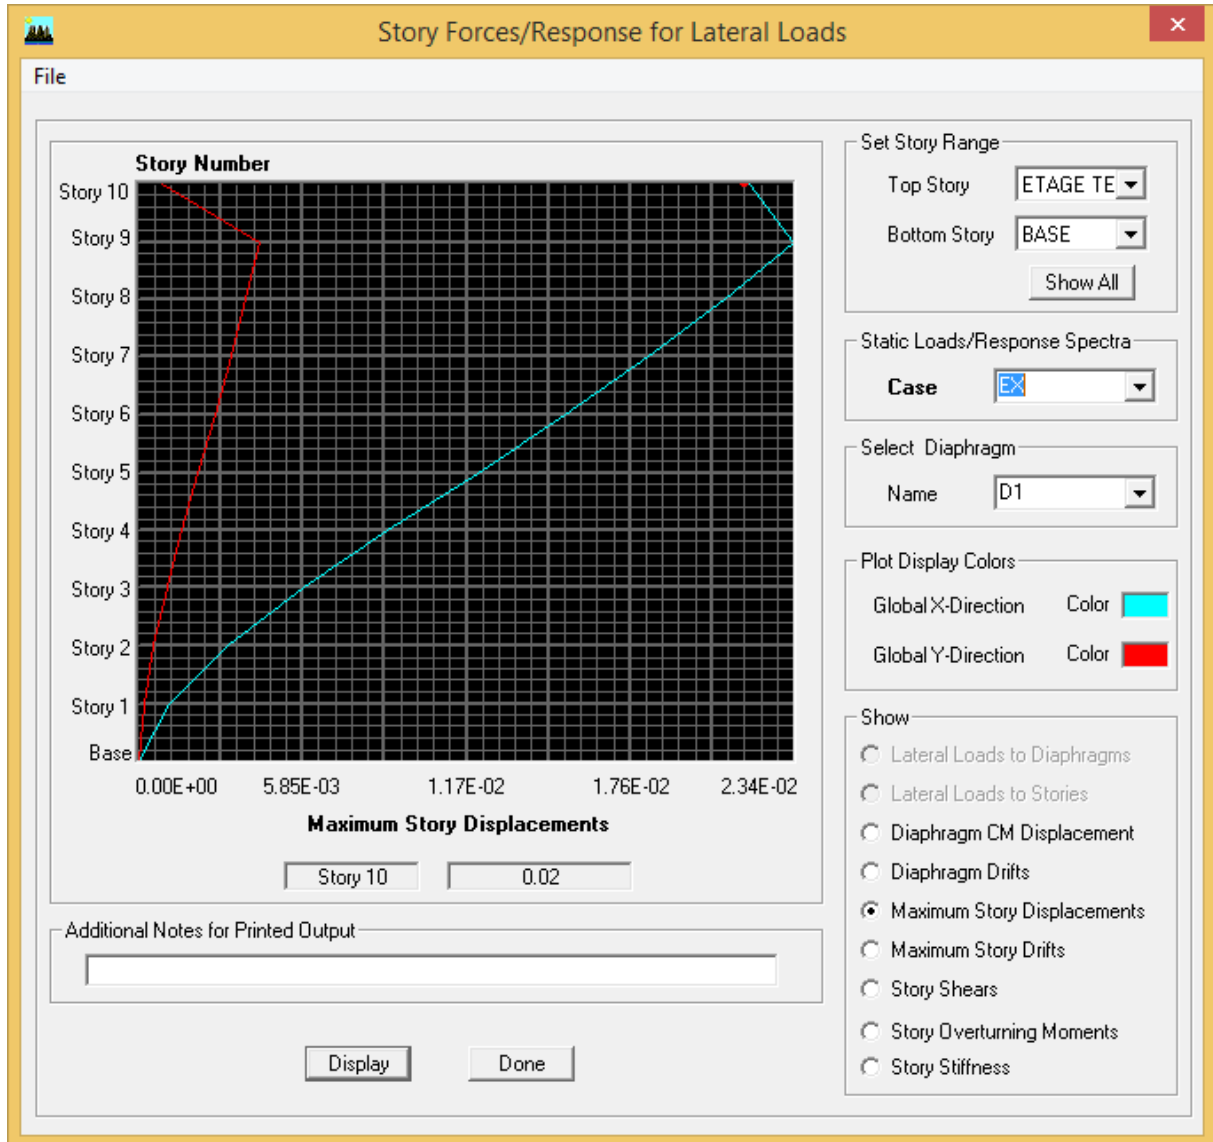 Story Forces/Response for Lateral Loads
File
Story Number
Story 10
Story 9
Story 8
Story 7
Story 6
Story 5
Story 4
Story 3
Story 2
Story 1
Base
0.00E+00 5.85E-03 1.17E-02 1.76E-02 2.34E-02
Maximum Story Displacements
Story 10 0.02
Additional Notes for Printed Output
Display Done
Set Story Range
Top Story ETAGE TE
Bottom Story BASE
Show All
Static Loads/Response Spectra
Case EX
Select Diaphragm
Name D1
Plot Display Colors
Global X-Direction Color
Global Y-Direction Color
Show
Lateral Loads to Diaphragms
Lateral Loads to Stories
Diaphragm CM Displacement
Diaphragm Drifts
Maximum Story Displacements
Maximum Story Drifts
Story Shears
Story Overturning Moments
Story Stiffness